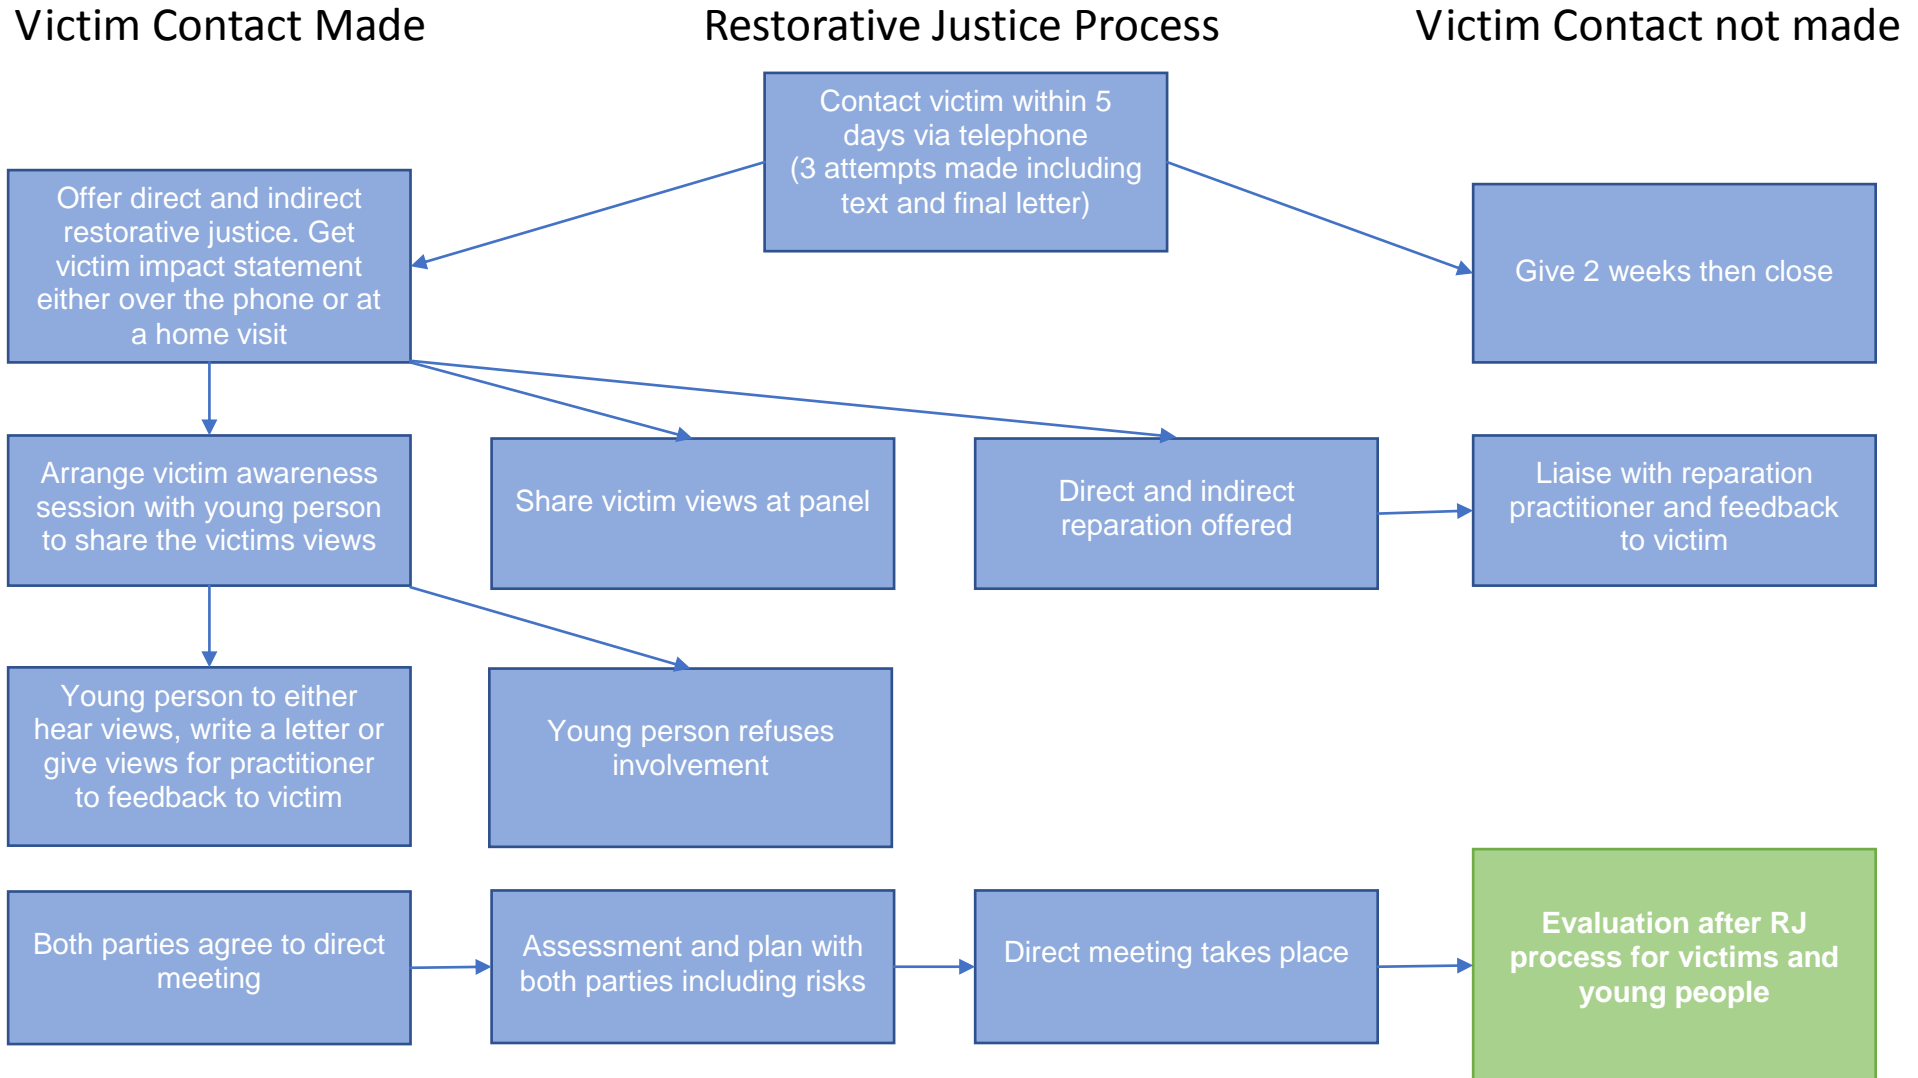 Victim Contact Made
Restorative Justice Process
Victim Contact not made
Contact victim within 5
days via telephone
(3 attempts made including
text and final letter)
Offer direct and indirect
restorative justice. Get
victim impact statement
either over the phone or at
a home visit
Give 2 weeks then close
Arrange victim awareness
session with young person
to share the victims views
Share victim views at panel
Direct and indirect
reparation offered
Liaise with reparation
practitioner and feedback
to victim
Young person to either
hear views, write a letter or
give views for practitioner
to feedback to victim
Young person refuses
involvement
Both parties agree to direct
meeting
Assessment and plan with
both parties including risks
Direct meeting takes place
Evaluation after RJ
process for victims and
young people